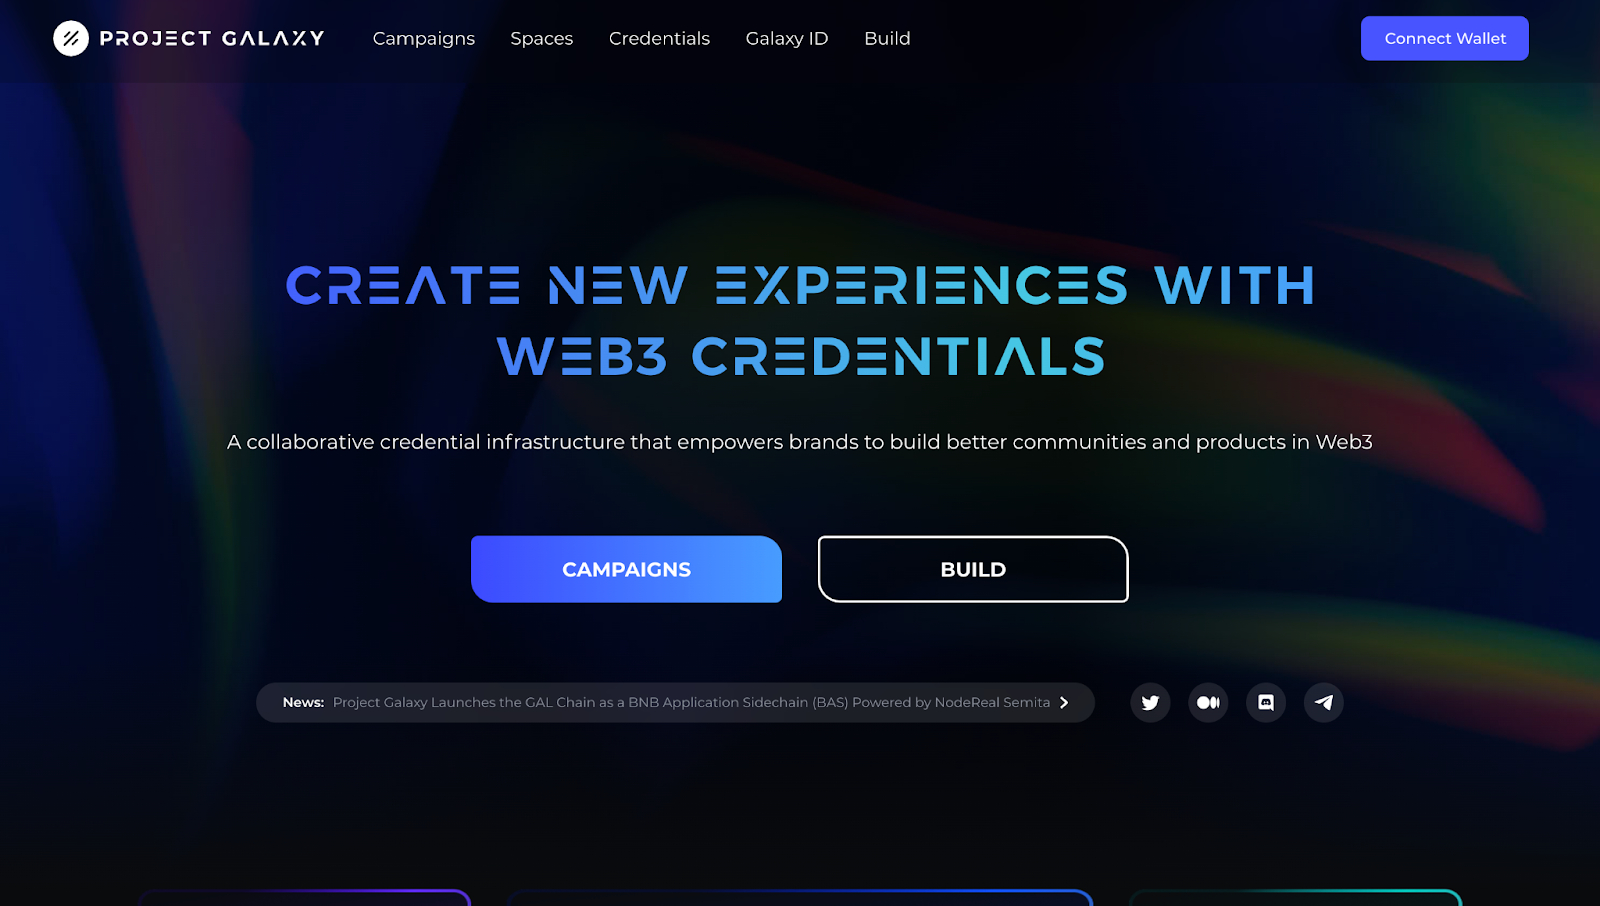 PROJECT GALAXY
Campaigns
Spaces
Credentials
Galaxy ID
Build
Connect Wallet
CREATE NEW EXPERIENCES WITH
WEB3 CREDENTIALS
A collaborative credential infrastructure that empowers brands to build better communities and products in Web3
CAMPAIGNS
BUILD
News: Project Galaxy Launches the GAL Chain as a BNB Application Sidechain (BAS) Powered by NodeReal Semita